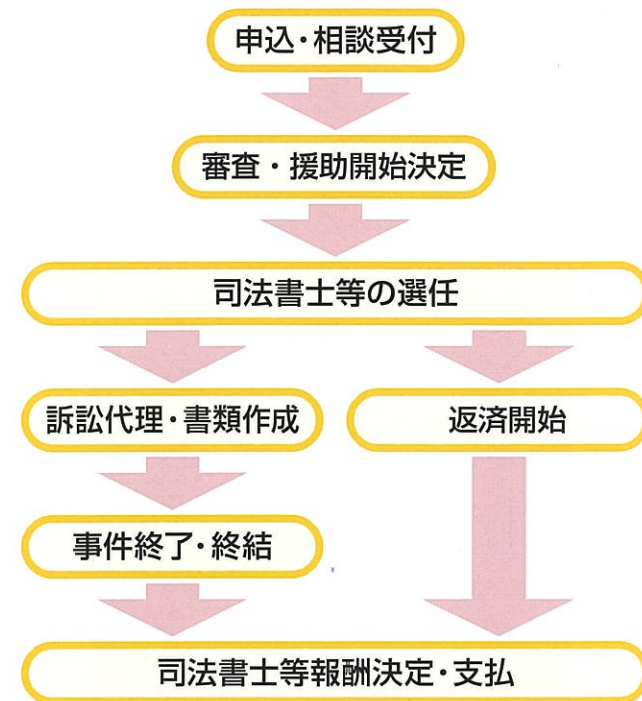 申込・相談受付
審査・援助開始決定
司法書士等の選任
訴訟代理・書類作成
返済開始
事件終了・終結
司法書士等報酬決定・支払